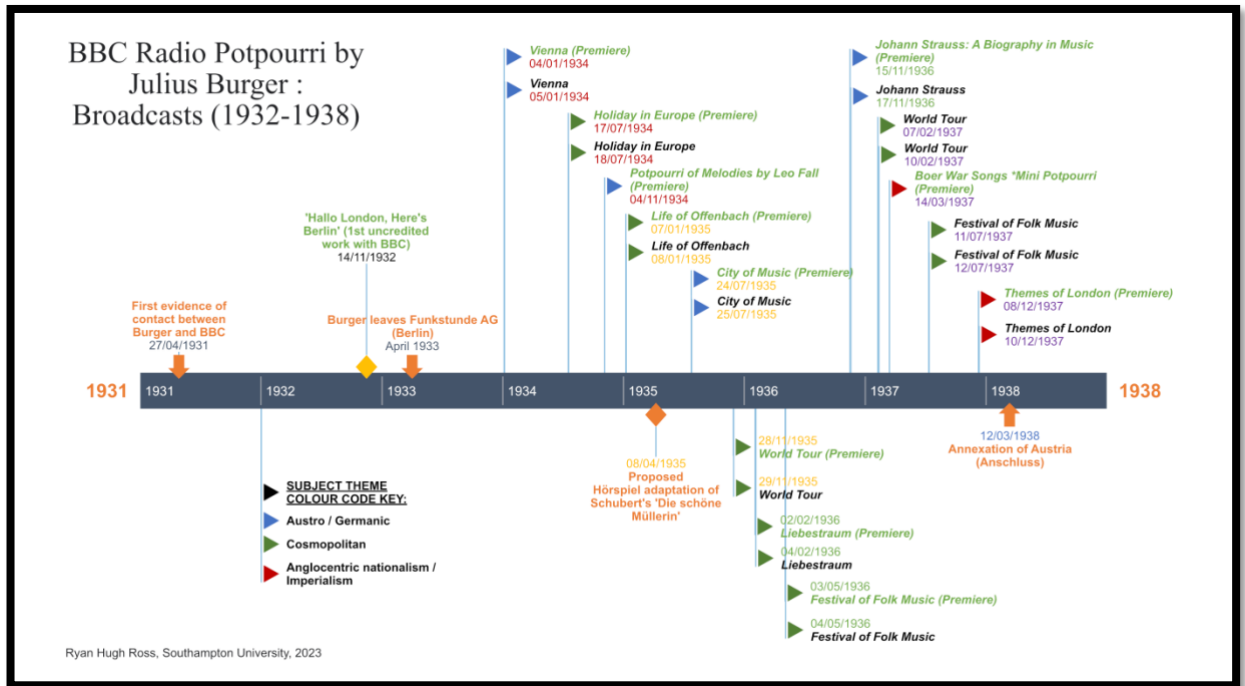 BBC Radio Potpourri by
Julius Burger :
Broadcasts (1932-1938)
First evidence of
contact between
Burger and BBC
27/04/1931
'Hallo London, Here's
Berlin' (1st uncredited
work with BBC)
14/11/1932
Burger leaves Funkstunde AG
(Berlin)
April 1933
Vienna (Premiere)
04/01/1934
Vienna
05/01/1934
Holiday in Europe (Premiere)
17/07/1934
Holiday in Europe
18/07/1934
Potpourri of Melodies by Leo Fall
(Premiere)
04/11/1934
Life of Offenbach (Premiere)
07/01/1935
Life of Offenbach
08/01/1935
City of Music (Premiere)
24/07/1935
City of Music
25/07/1935
Johann Strauss: A Biography in Music
(Premiere)
15/11/1936
Johann Strauss
17/11/1936
World Tour
07/02/1937
World Tour
10/02/1937
Boer War Songs *Mini Potpourri
(Premiere)
14/03/1937
Festival of Folk Music
11/07/1937
Festival of Folk Music
12/07/1937
Themes of London (Premiere)
08/12/1937
Themes of London
10/12/1937
1931
1931
1932
1933
1934
1935
1936
1937
1938
1938
08/04/1935
Proposed
Hörspiel adaptation of
Schubert's 'Die schöne
Müllerin'
28/11/1935
World Tour (Premiere)
29/11/1935
World Tour
02/02/1936
Liebestraum (Premiere)
04/02/1936
Liebestraum
03/05/1936
Festival of Folk Music (Premiere)
04/05/1936
Festival of Folk Music
12/03/1938
Annexation of Austria
(Anschluss)
SUBJECT THEME
COLOUR CODE KEY:
Austro / Germanic
Cosmopolitan
Anglocentric nationalism /
Imperialism
Ryan Hugh Ross, Southampton University, 2023